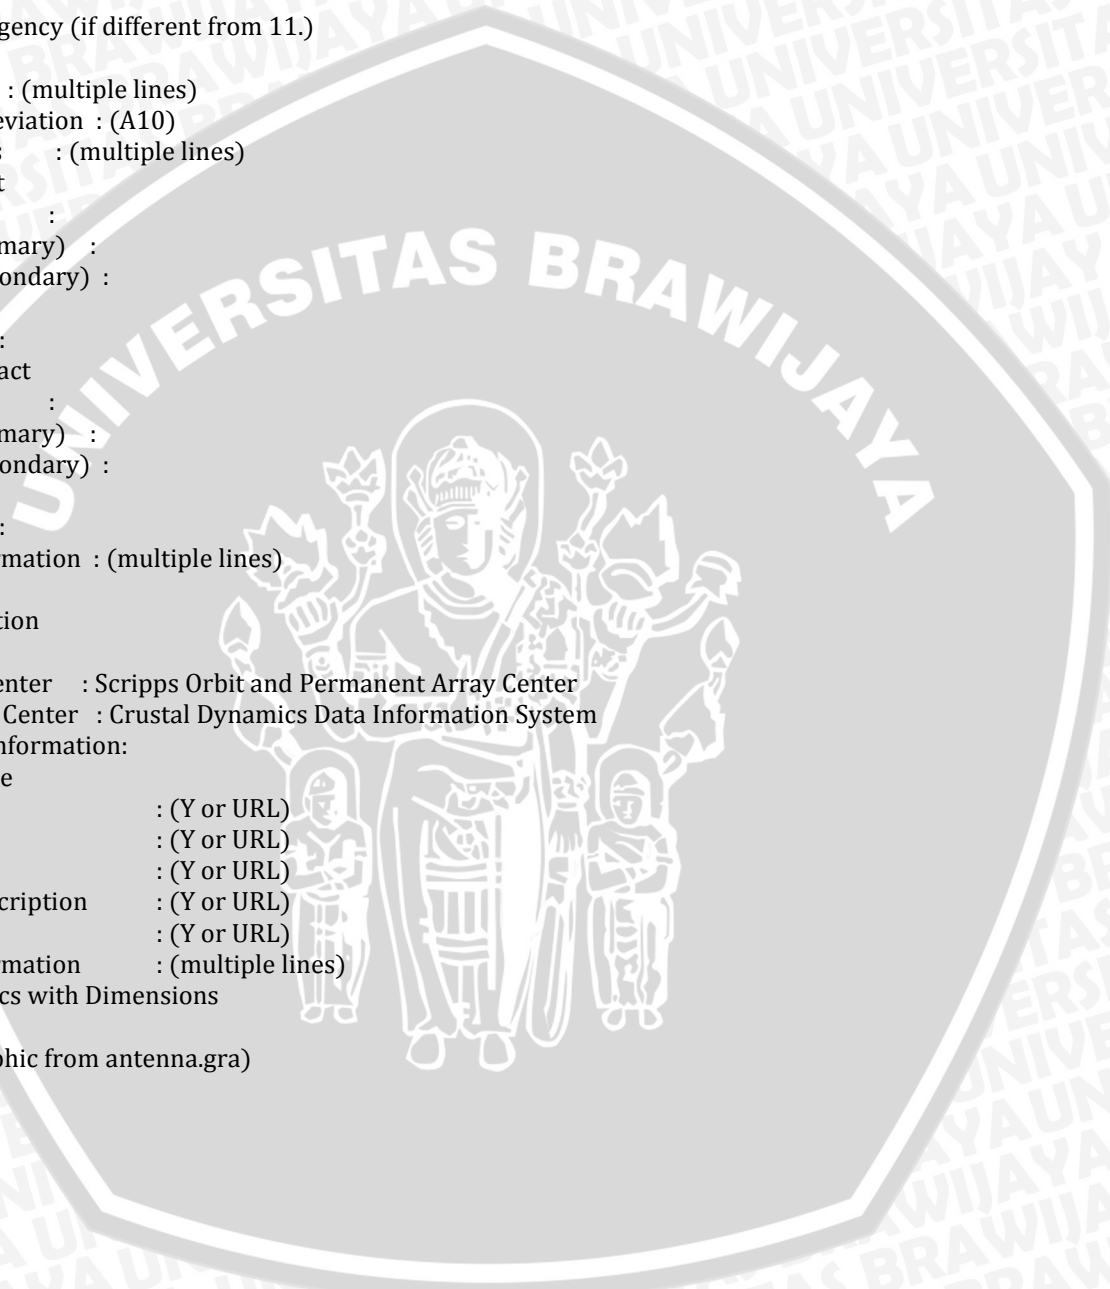 gency (if different from 11.)
: (multiple lines)
eviation : (A10)
s : (multiple lines)
t
:
mary) :
ondary) :
:
act
:
mary) :
ondary) :
:
rmation : (multiple lines)
tion
enter : Scripps Orbit and Permanent Array Center
Center : Crustal Dynamics Data Information System
nformation:
e
: (Y or URL)
: (Y or URL)
: (Y or URL)
cription : (Y or URL)
: (Y or URL)
rmation : (multiple lines)
cs with Dimensions
phic from antenna.gra)
UNIVERSITAS BRAWIJAYA